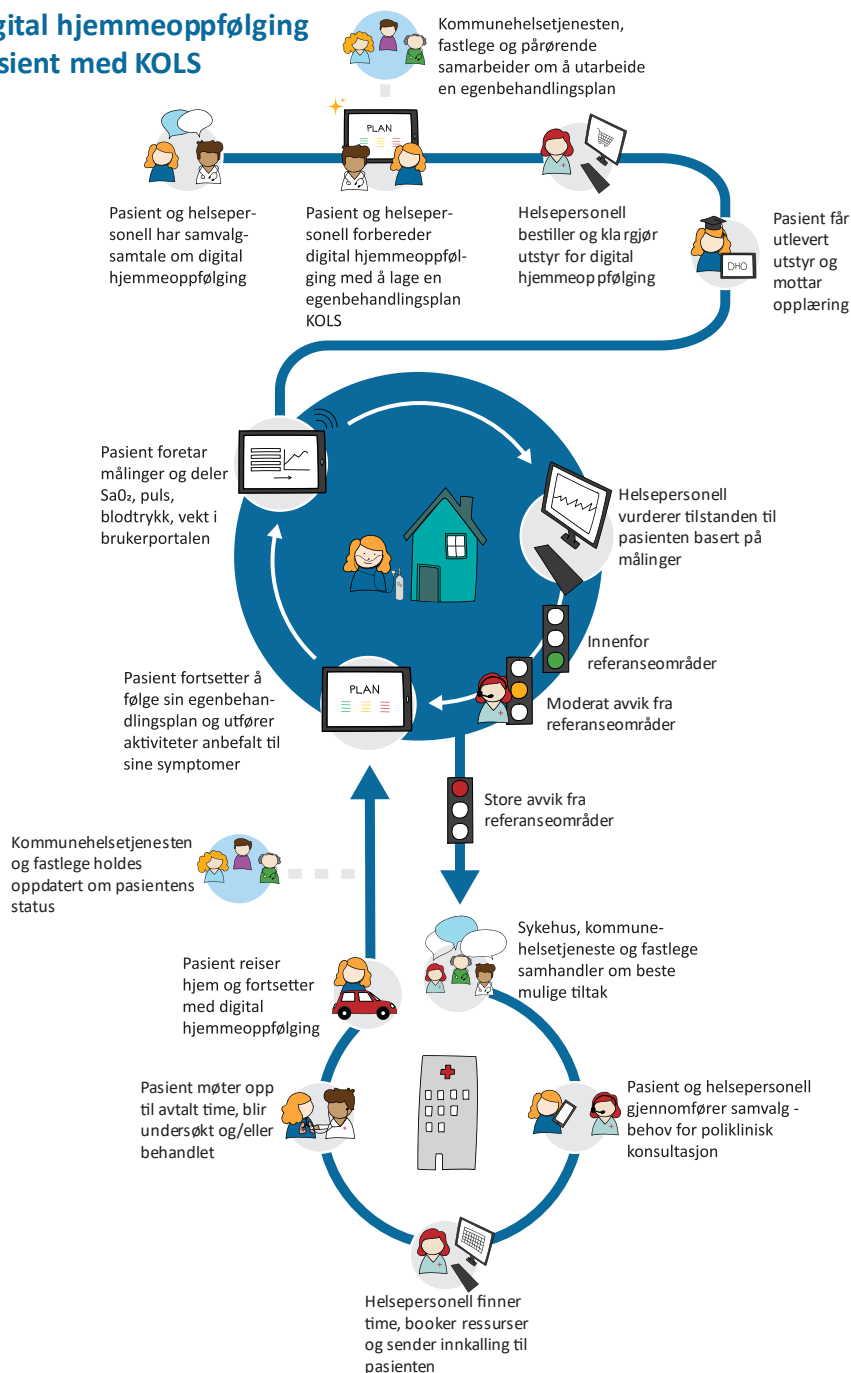 gital hjemmeoppfølging
sient med KOLS
Kommunehelsetjenesten,
fastlege og pårørende
samarbeider om å utarbeide
en egenbehandlingsplan
PLAN
Pasient og helseper-
sonell har samvalg-
samtale om digital
hjemmeoppfølging
Pasient og helseper-
sonell forbereder
digital hjemmeoppføl-
ging med å lage en
egenbehandlingsplan
KOLS
Helsepersonell
bestiller og klargjør
utstyr for digital
hjemmeoppfølging
DHO
Pasient får
utlevert
utstyr og
mottar
opplæring
Pasient foretar
målinger og deler
SaO₂, puls,
blodtrykk, vekt i
brukerportalen
Helsepersonell
vurderer tilstanden til
pasienten basert på
målinger
Innenfor
referanseområder
Moderat avvik fra
referanseområder
PLAN
Pasient fortsetter å
følge sin egenbehan-
dlingsplan og utfører
aktiviteter anbefalt til
sine symptomer
Store avvik fra
referanseområder
Kommunehelsetjenesten
og fastlege holdes
oppdatert om pasientens
status
Sykehus, kommune-
helsetjeneste og fastlege
samhandler om beste
mulige tiltak
Pasient reiser
hjem og fortsetter
med digital
hjemmeoppfølging
Pasient møter opp
til avtalt time, blir
undersøkt og/eller
behandlet
Pasient og helsepersonell
gjennomfører samvalg -
behov for poliklinisk
konsultasjon
Helsepersonell finner
time, booker ressurser
og sender innkalling til
pasienten